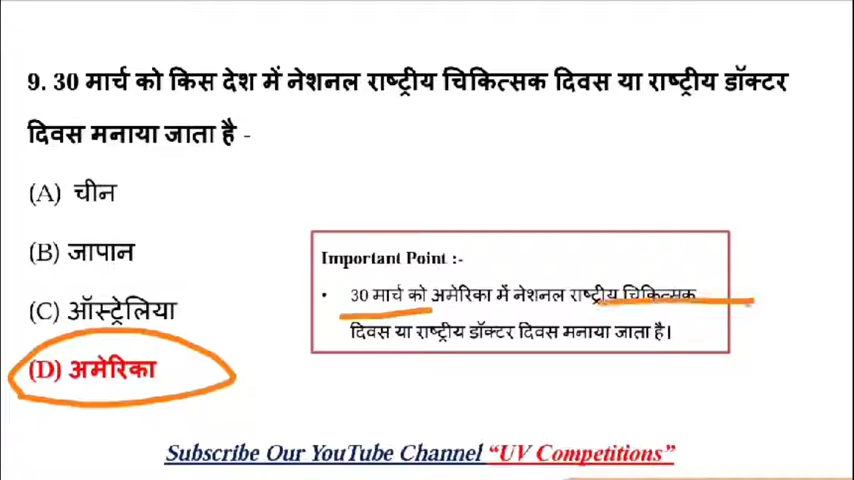 9. 30 मार्च को किस देश में नेशनल राष्ट्रीय चिकित्सक दिवस या राष्ट्रीय डॉक्टर
दिवस मनाया जाता है -
(A) चीन
(B) जापान
(C) ऑस्ट्रेलिया
(D) अमेरिका
Important Point :-
• 30 मार्च को अमेरिका में नेशनल राष्ट्रीय चिकित्सक
दिवस या राष्ट्रीय डॉक्टर दिवस मनाया जाता है।
Subscribe Our YouTube Channel “UV Competitions”